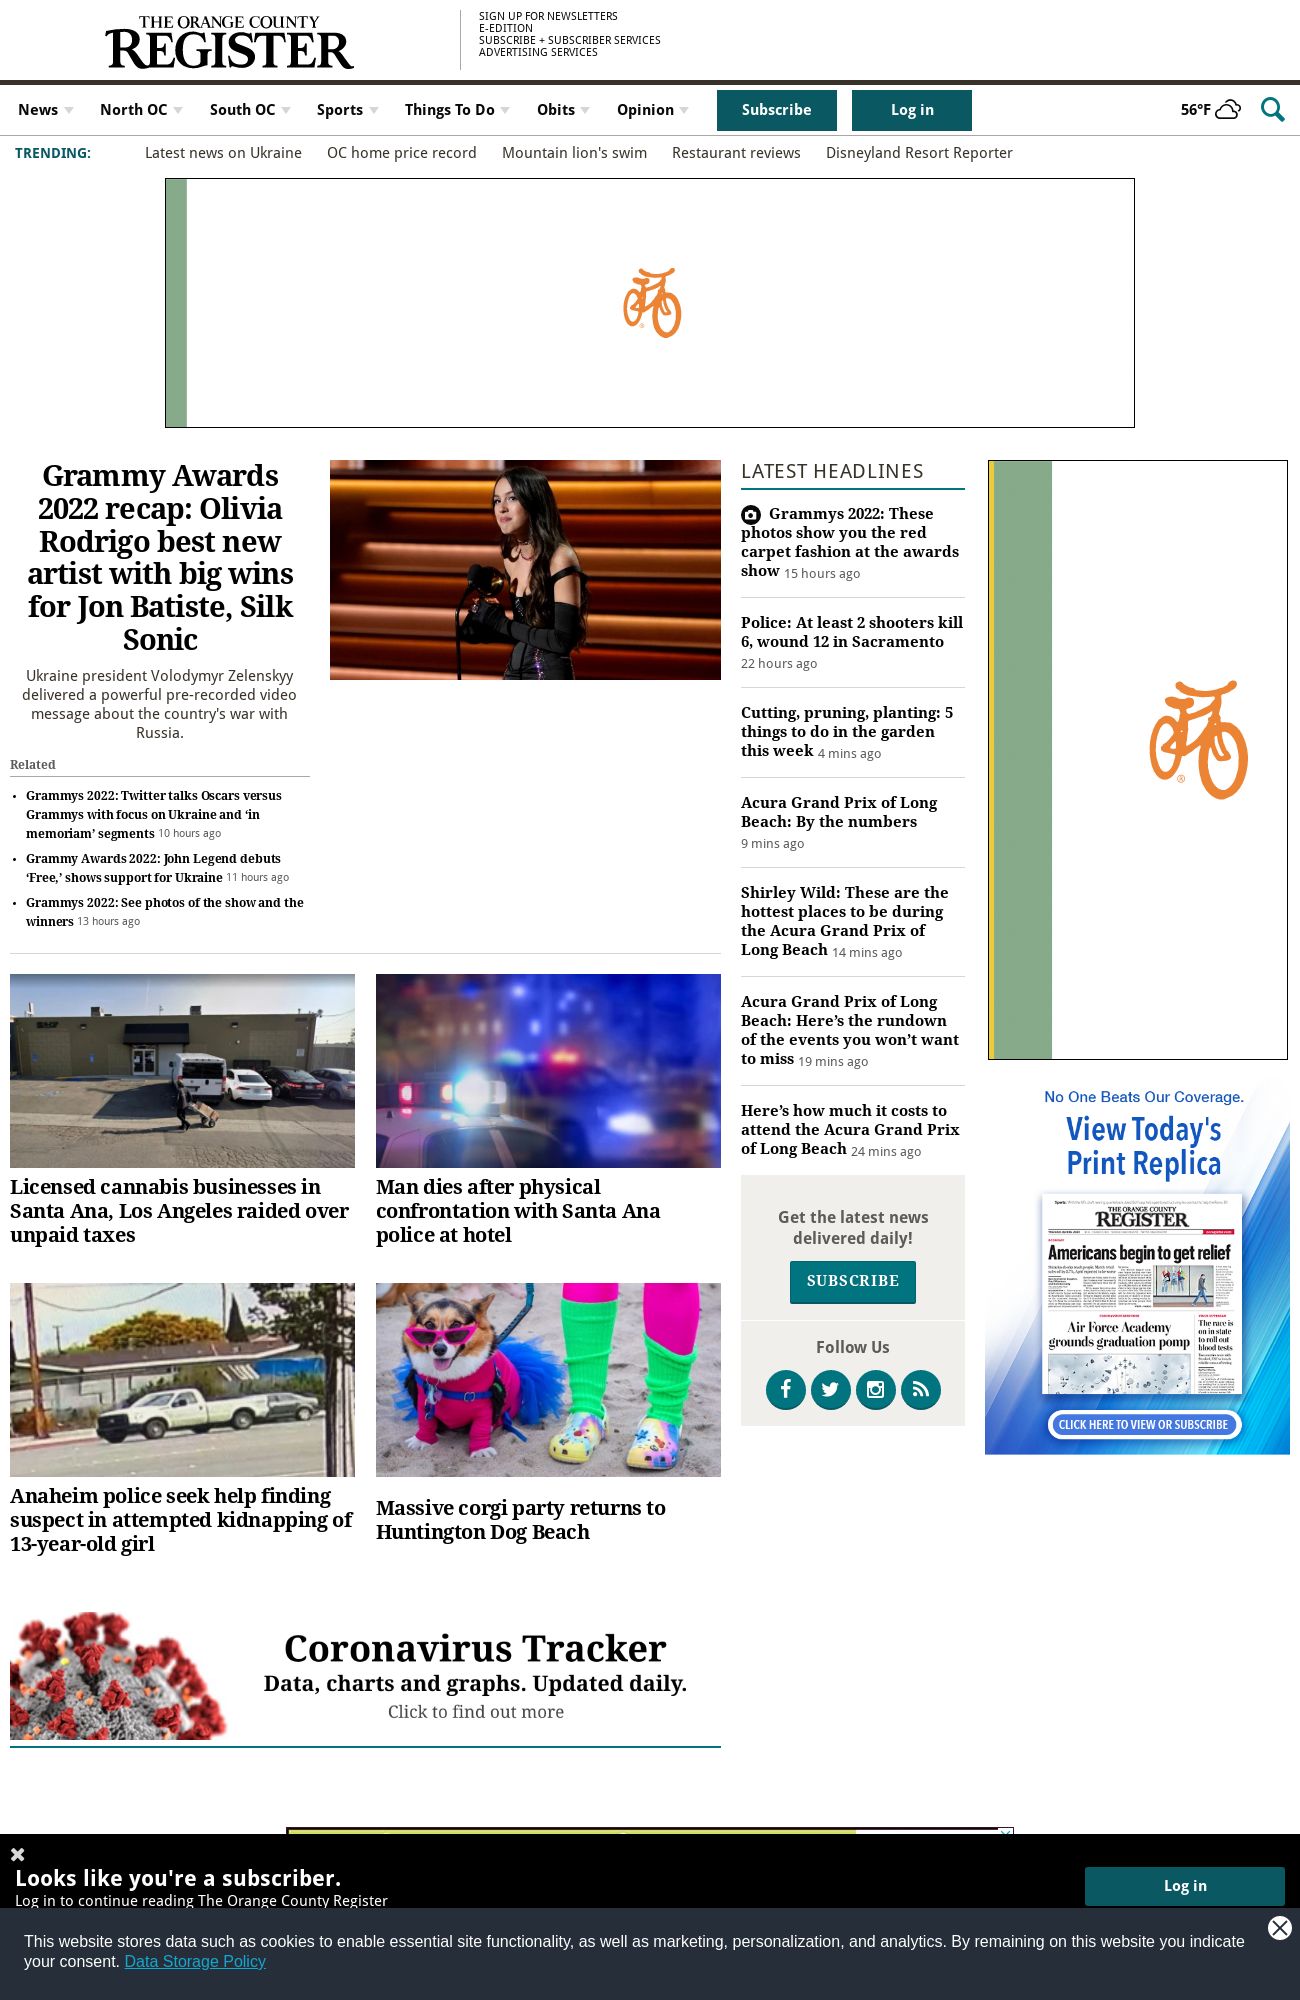 THE ORANGE COUNTY
REGISTER
SIGN UP FOR NEWSLETTERS
E-EDITION
SUBSCRIBE + SUBSCRIBER SERVICES
ADVERTISING SERVICES
News
North OC
South OC
Sports
Things To Do
Obits
Opinion
Subscribe
Log in
56°F
TRENDING:
Latest news on Ukraine
OC home price record
Mountain lion's swim
Restaurant reviews
Disneyland Resort Reporter
Grammy Awards
2022 recap: Olivia
Rodrigo best new
artist with big wins
for Jon Batiste, Silk
Sonic
Ukraine president Volodymyr Zelenskyy
delivered a powerful pre-recorded video
message about the country's war with
Russia.
Related
• Grammys 2022: Twitter talks Oscars versus
Grammys with focus on Ukraine and ‘in
memoriam’ segments 10 hours ago
• Grammy Awards 2022: John Legend debuts
‘Free,’ shows support for Ukraine 11 hours ago
• Grammys 2022: See photos of the show and the
winners 13 hours ago
Licensed cannabis businesses in
Santa Ana, Los Angeles raided over
unpaid taxes
Man dies after physical
confrontation with Santa Ana
police at hotel
Anaheim police seek help finding
suspect in attempted kidnapping of
13-year-old girl
Massive corgi party returns to
Huntington Dog Beach
Coronavirus Tracker
Data, charts and graphs. Updated daily.
Click to find out more
LATEST HEADLINES
Grammys 2022: These
photos show you the red
carpet fashion at the awards
show 15 hours ago
Police: At least 2 shooters kill
6, wound 12 in Sacramento
22 hours ago
Cutting, pruning, planting: 5
things to do in the garden
this week 4 mins ago
Acura Grand Prix of Long
Beach: By the numbers
9 mins ago
Shirley Wild: These are the
hottest places to be during
the Acura Grand Prix of
Long Beach 14 mins ago
Acura Grand Prix of Long
Beach: Here’s the rundown
of the events you won’t want
to miss 19 mins ago
Here’s how much it costs to
attend the Acura Grand Prix
of Long Beach 24 mins ago
Get the latest news
delivered daily!
SUBSCRIBE
Follow Us
®
No One Beats Our Coverage.
View Today's
Print Replica
THE ORANGE COUNTY
REGISTER
Americans begin to get relief
Air Force Academy
grounds graduation pomp
The race is
on in state
to roll out
blood tests
CLICK HERE TO VIEW OR SUBSCRIBE
Looks like you're a subscriber.
Log in to continue reading The Orange County Register
Log in
This website stores data such as cookies to enable essential site functionality, as well as marketing, personalization, and analytics. By remaining on this website you indicate
your consent. Data Storage Policy